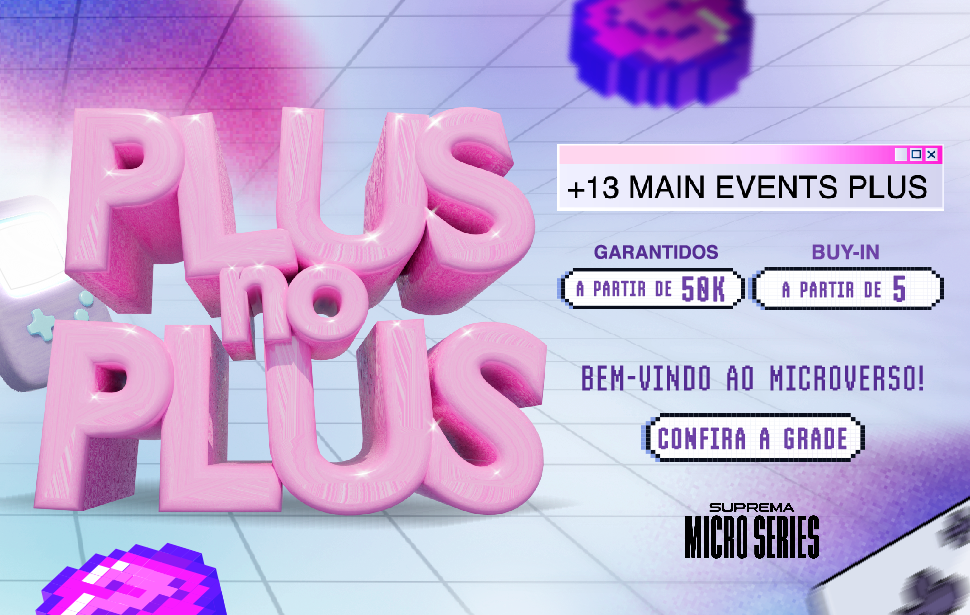 PLUS
no
PLUS
+13 MAIN EVENTS PLUS
GARANTIDOS
A PARTIR DE 50K
BUY-IN
A PARTIR DE 5
BEM-VINDO AO MICROVERSO!
CONFIRA A GRADE
SUPREMA
MICRO SERIES